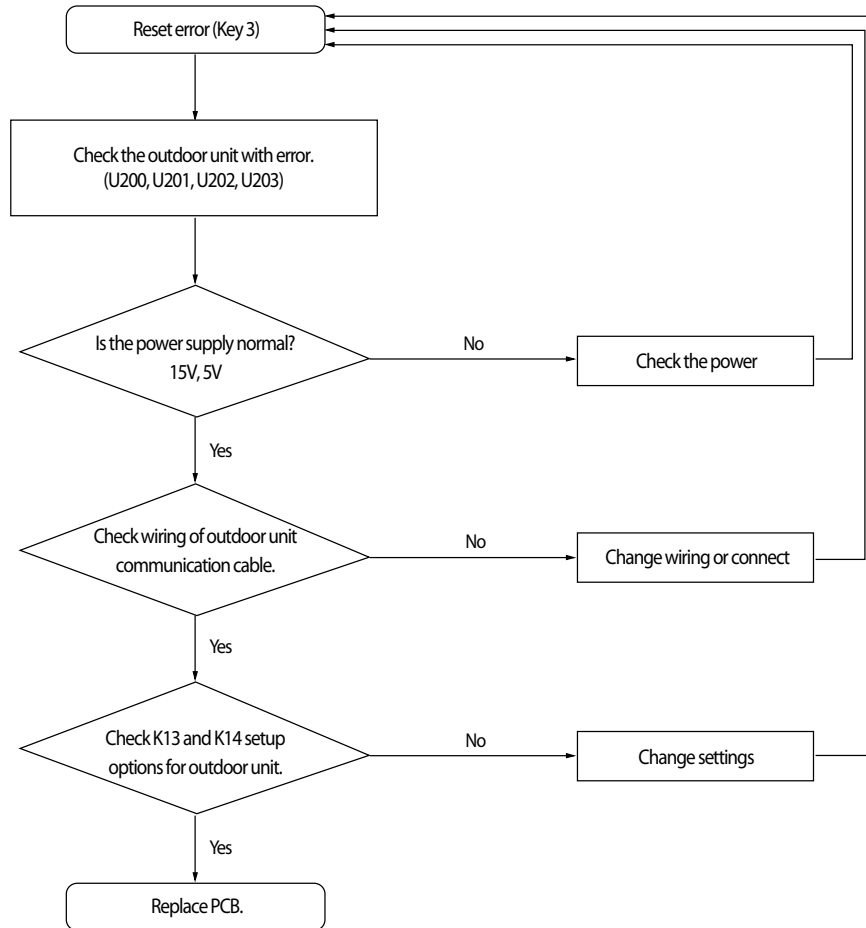 Reset error (Key 3)
Check the outdoor unit with error.
(U200, U201, U202, U203)
Is the power supply normal?
15V, 5V
No
Check the power
Yes
Check wiring of outdoor unit
communication cable.
No
Change wiring or connect
Yes
Check K13 and K14 setup
options for outdoor unit.
No
Change settings
Yes
Replace PCB.